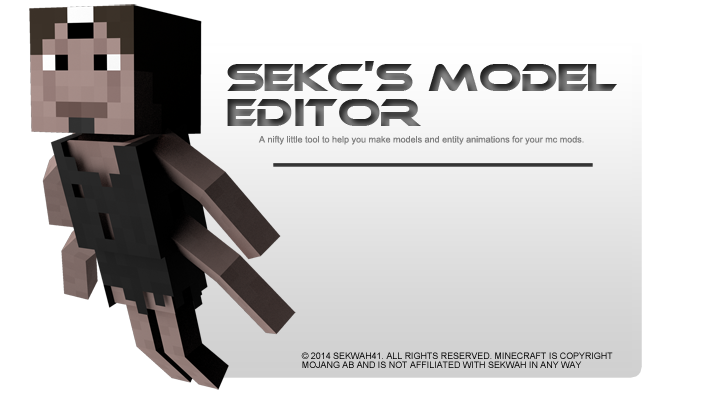 SEKC'S MODEL
EDITOR
A nifty little tool to help you make models and entity animations for your mc mods.
© 2014 SEKWAH41. ALL RIGHTS RESERVED. MINECRAFT IS COPYRIGHT
MOJANG AB AND IS NOT AFFILIATED WITH SEKWAH IN ANY WAY